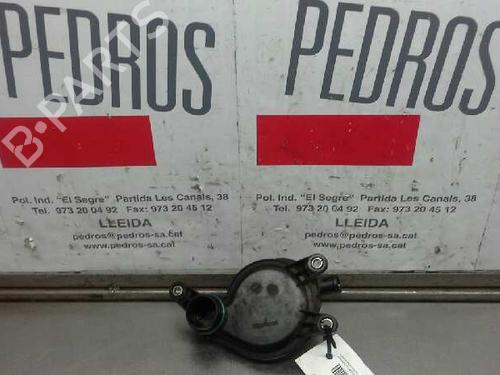 PEDROS
PEDROS
B-PARTS
Pol. Ind. "El Segre" Partida Les Canals, 38
Tel. 973 20 04 92 Fax: 973 20 45 12
LLEIDA
pedros@pedros-sa.cat
www.pedros-sa.cat
Pol. Ind. "El Segre" Partida Les Canals, 38
Tel. 973 20 04 92 Fax: 973 20 45 12
LLEIDA
pedros@pedros-sa.cat
www.pedros-sa.cat